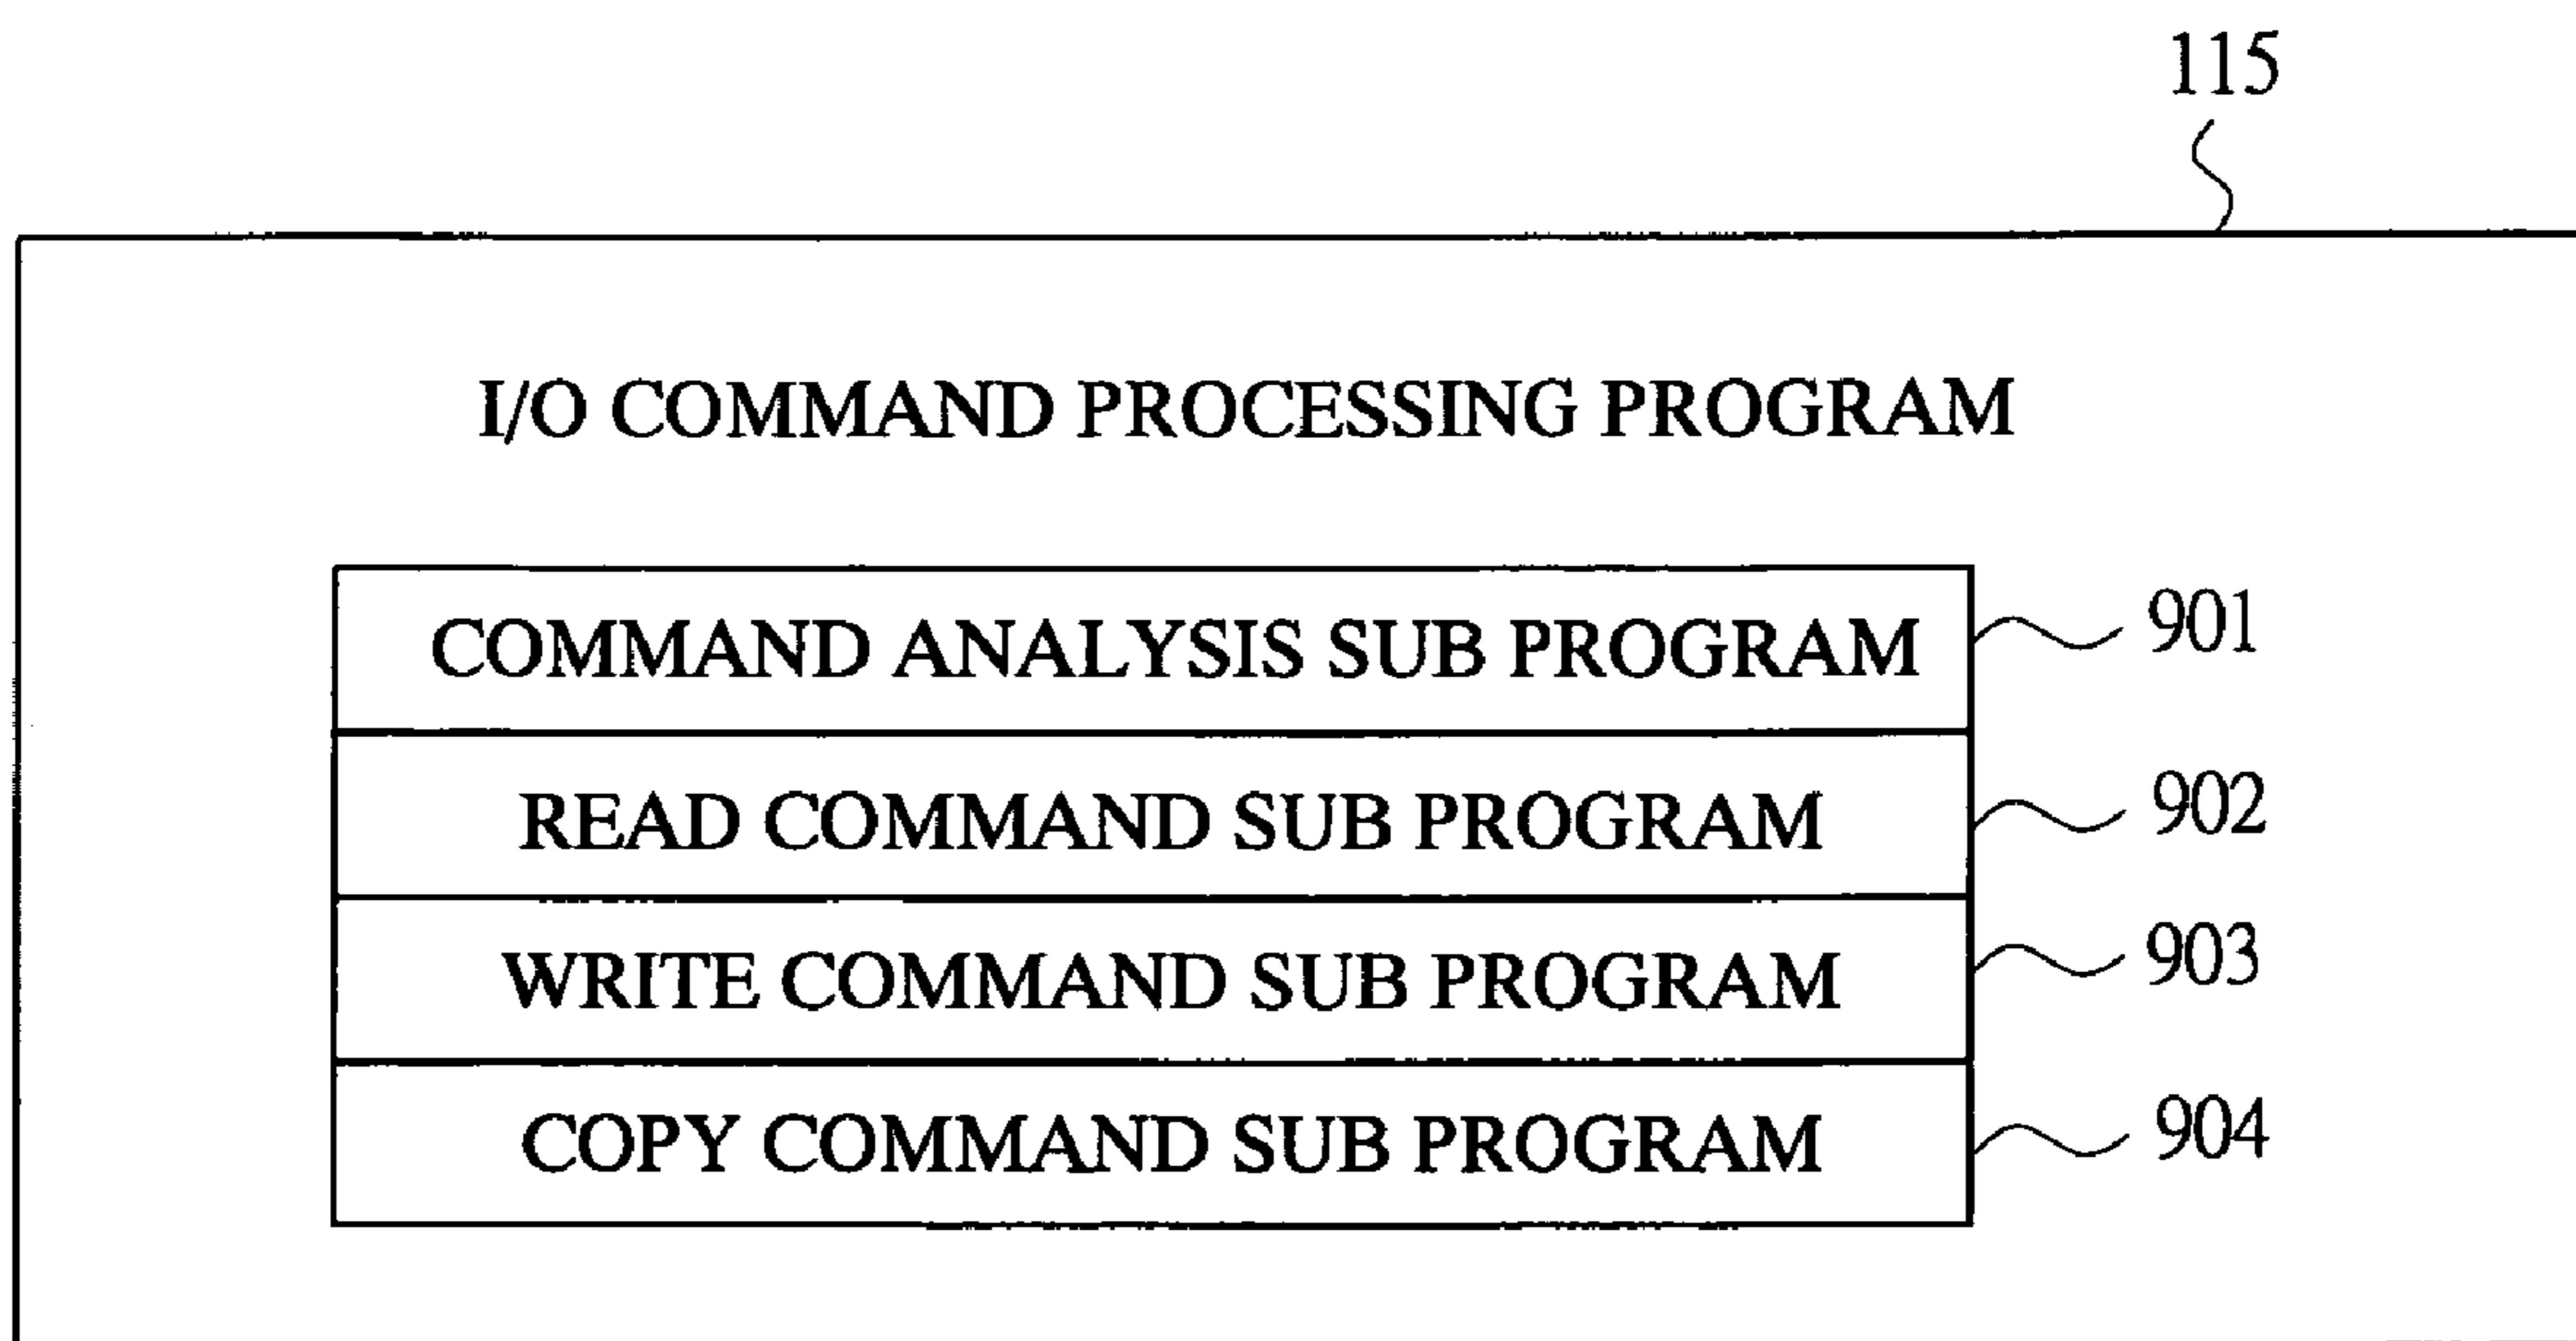 115
I/O COMMAND PROCESSING PROGRAM
COMMAND ANALYSIS SUB PROGRAM 901
READ COMMAND SUB PROGRAM 902
WRITE COMMAND SUB PROGRAM 903
COPY COMMAND SUB PROGRAM 904